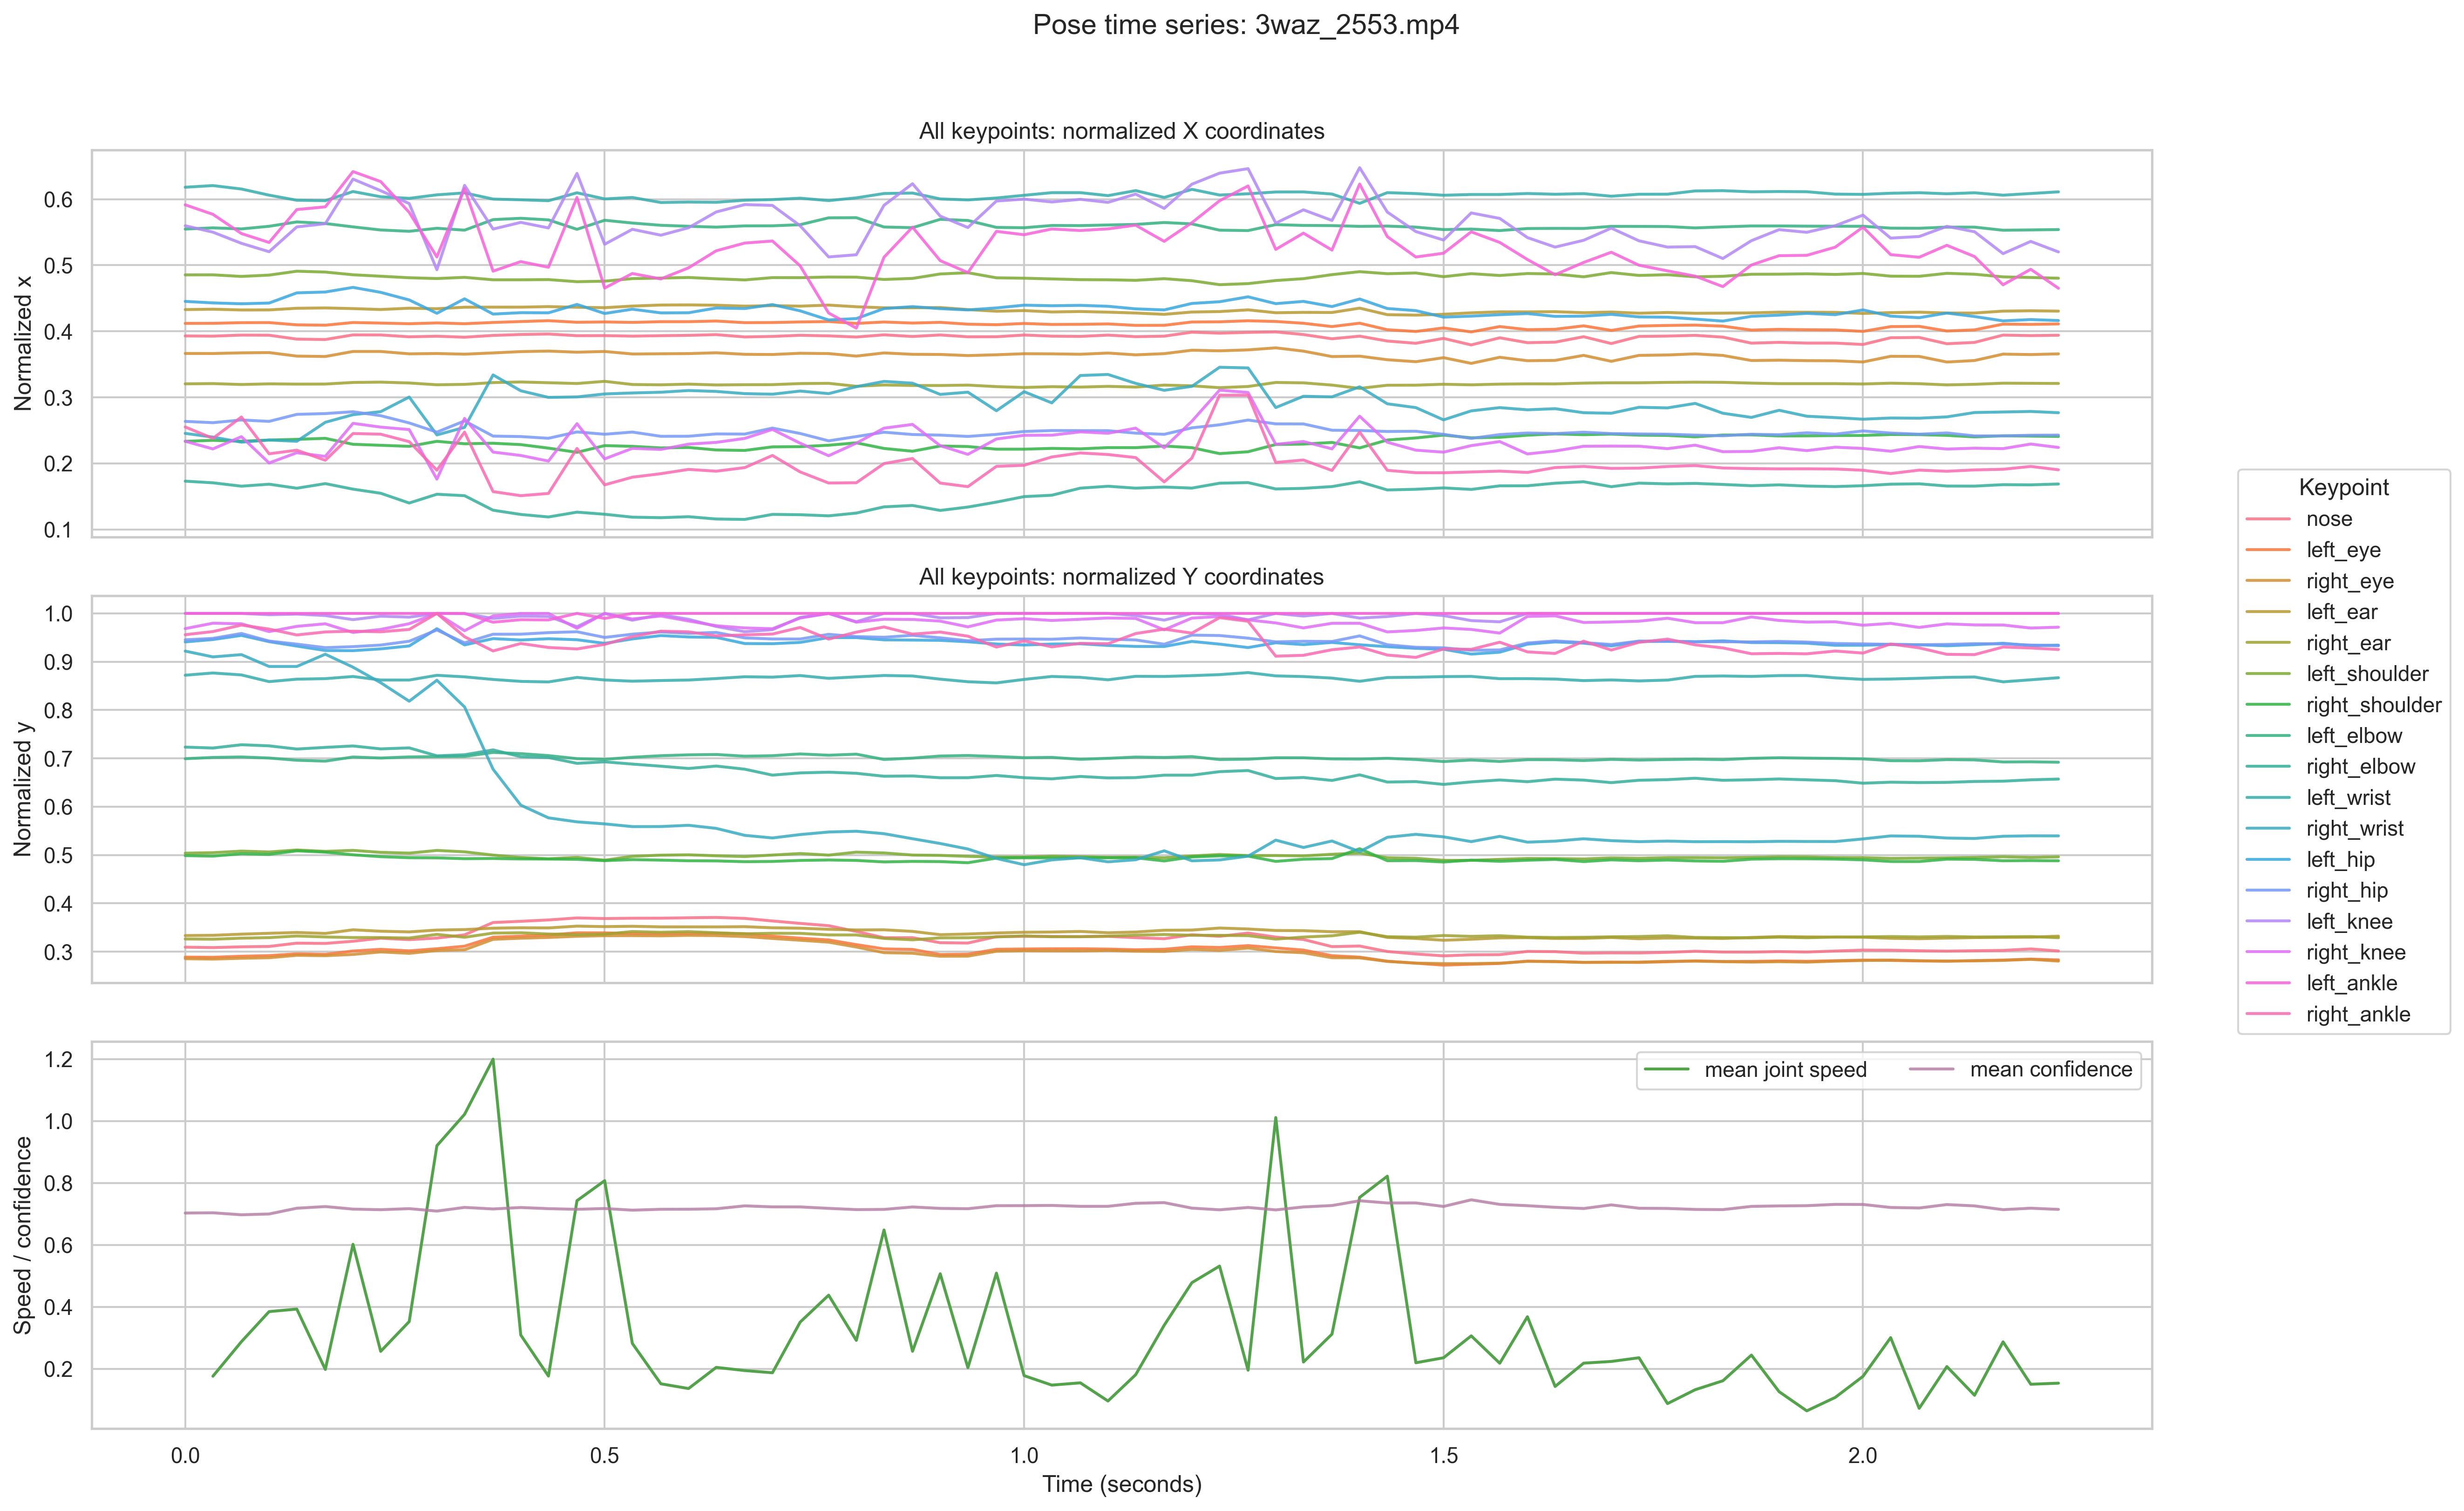 Pose time series: 3waz_2553.mp4
All keypoints: normalized X coordinates
Normalized x
0.6
0.5
0.4
0.3
0.2
0.1
All keypoints: normalized Y coordinates
Normalized y
1.0
0.9
0.8
0.7
0.6
0.5
0.4
0.3
Keypoint
nose
left_eye
right_eye
left_ear
right_ear
left_shoulder
right_shoulder
left_elbow
right_elbow
left_wrist
right_wrist
left_hip
right_hip
left_knee
right_knee
left_ankle
right_ankle
Speed / confidence
1.2
1.0
0.8
0.6
0.4
0.2
mean joint speed mean confidence
0.0 0.5 1.0 1.5 2.0
Time (seconds)